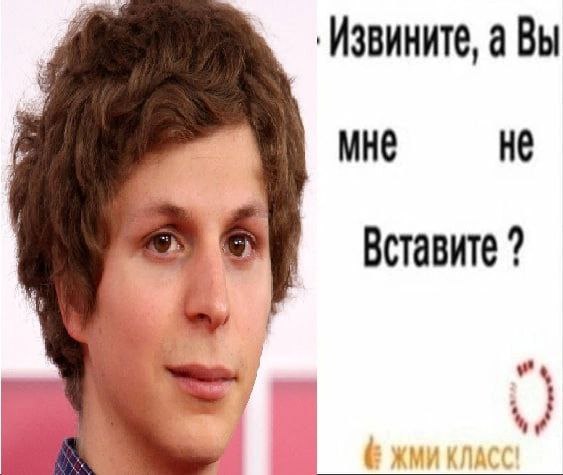 - Извините, а Вы
мне не
Вставите ?
ЖМИ КЛАСС!